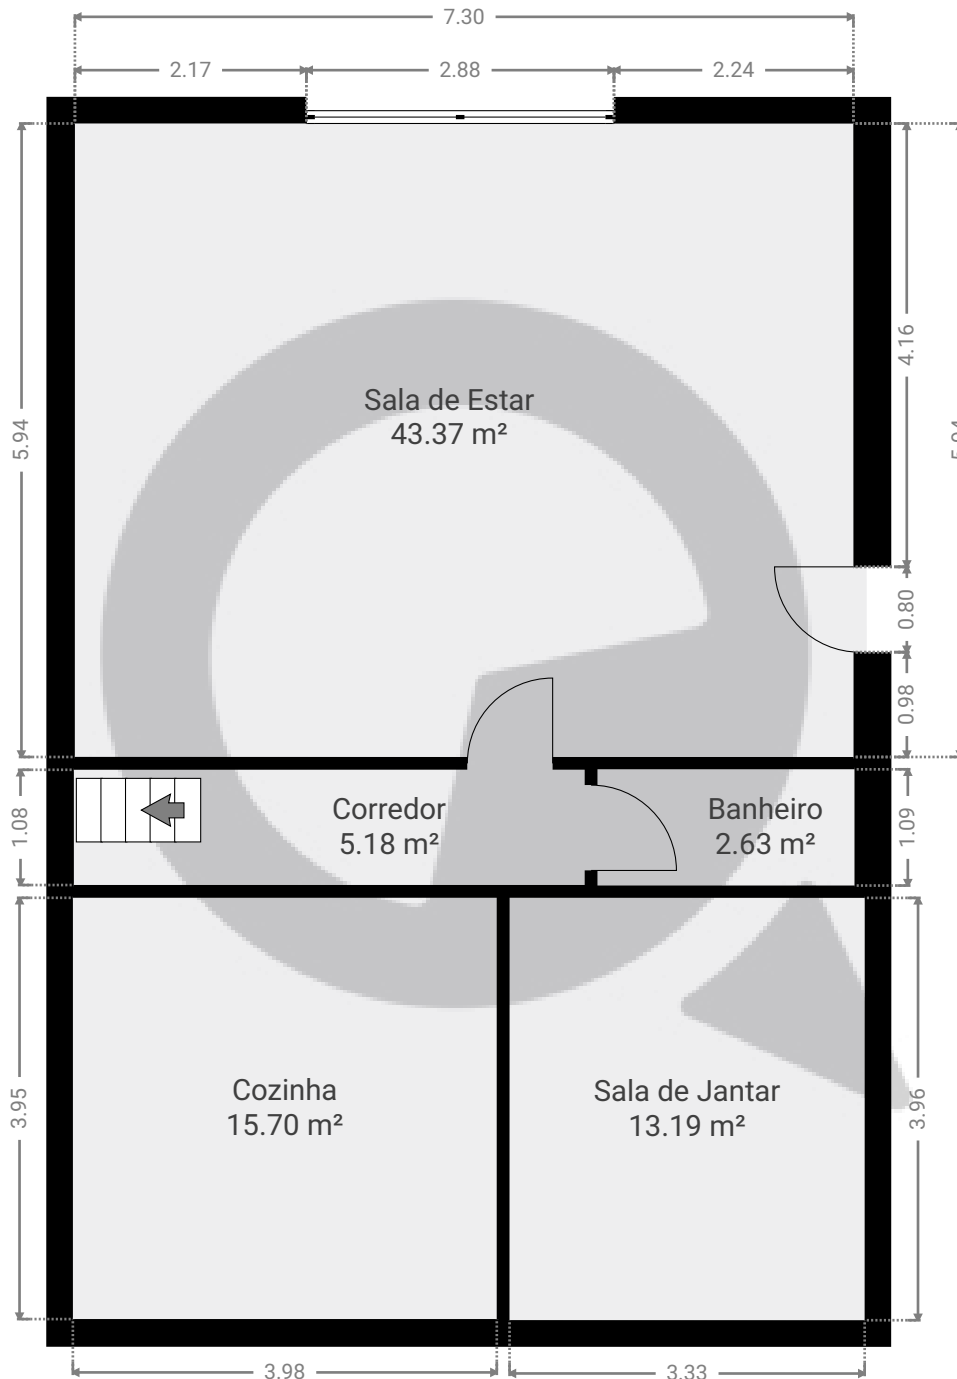 7.30
2.17
2.88
2.24
Sala de Estar
43.37 m²
5.94
4.16
5.94
0.80
0.98
Corredor
5.18 m²
Banheiro
2.63 m²
1.08
1.09
Cozinha
15.70 m²
Sala de Jantar
13.19 m²
3.95
3.96
3.98
3.33